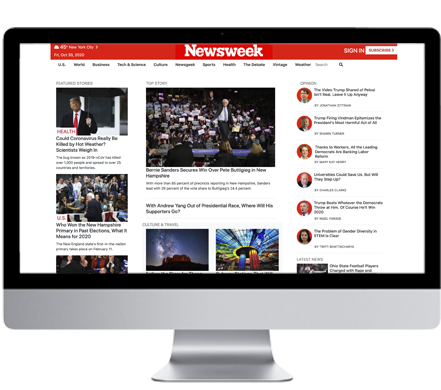 45° New York City
Fri, Oct 30, 2020
Newsweek
SIGN IN SUBSCRIBE >
U.S. World Business Tech & Science Culture Newsgeek Sports Health The Debate Vintage Weather Search
FEATURED STORIES
HEALTH
Could Coronavirus Really Be
Killed by Hot Weather?
Scientists Weigh In
The bug known as 2019-nCoV has killed
over 1,000 people and spread to over 25
countries and territories.
U.S.
Who Won the New Hampshire
Primary in Past Elections, What it
Means for 2020
The New England state's first-in-the-nation
primary takes place on February 11.
TOP STORY
Bernie Sanders Secures Win Over Pete Buttigieg in New
Hampshire
With more than 80 percent of precincts reporting in New Hampshire, Sanders
lead with 25 percent of the vote share to Buttigieg's 24.4 percent.
With Andrew Yang Out of Presidential Race, Where Will His
Supporters Go?
CULTURE & TRAVEL
OPINION
The Video Trump Shared of Pelosi
Isn't Real. Leave it Up Anyway
BY JONATHAN ZITTRAIN
Trump Firing Vindman Epitomizes the
President's Most Harmful Act of All
BY SHAWN TURNER
Thanks to Workers, All the Leading
Democrats Are Backing Labor
Reform
BY MARY KAY HENRY
Universities Could Save Us, But Will
They Step Up?
BY CHARLIE CLARKE
Trump Beats Whatever the Democrats
Throw at Him. Of Course He'll Win
2020
BY NIGEL FARAGE
The Problem of Gender Diversity in
STEM is Clear
BY TRIPTI BHATTACHARYA
LATEST NEWS
Ohio State Football Players
Charged with Rape and